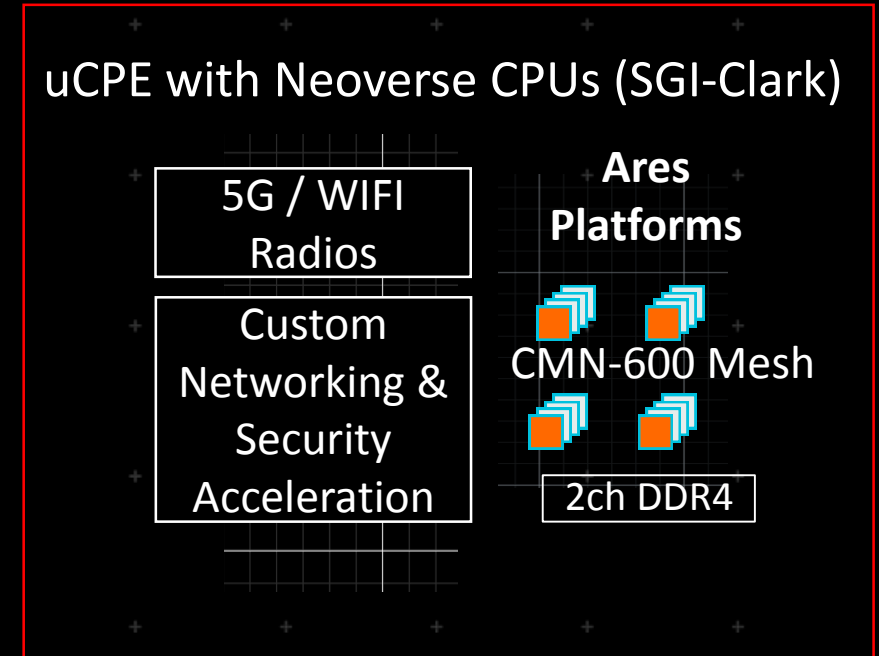 uCPE with Neoverse CPUs (SGI-Clark)
5G / WIFI
Radios
Custom
Networking &
Security
Acceleration
Ares
Platforms
CMN-600 Mesh
2ch DDR4